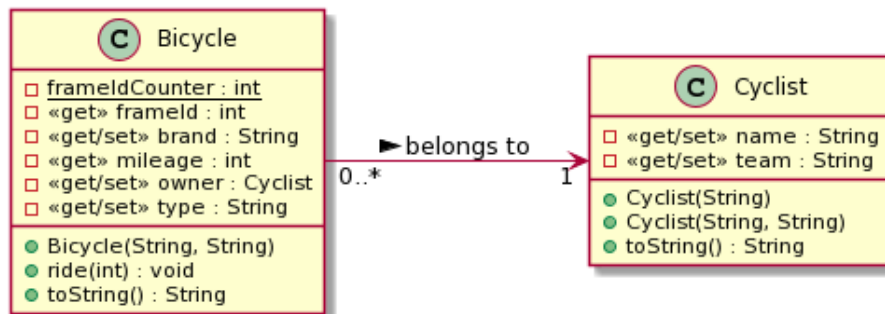 C Bicycle
frameIdCounter : int
«get» frameId : int
«get/set» brand : String
«get» mileage : int
«get/set» owner : Cyclist
«get/set» type : String
Bicycle(String, String)
ride(int) : void
toString() : String
belongs to
0..*
1
C Cyclist
«get/set» name : String
«get/set» team : String
Cyclist(String)
Cyclist(String, String)
toString() : String